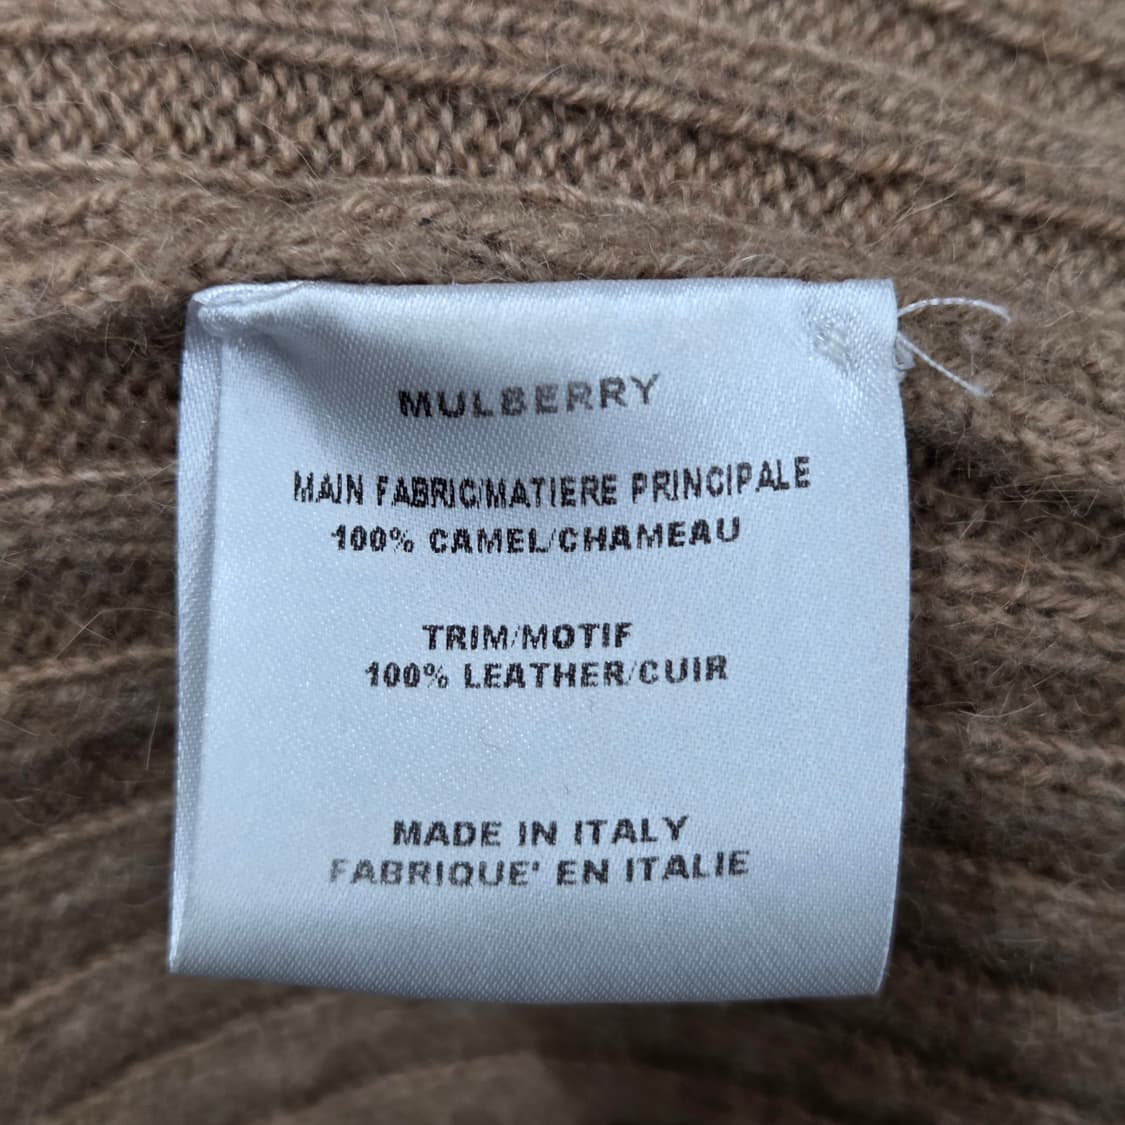 MULBERRY
MAIN FABRIC/MATIERE PRINCIPALE
100% CAMEL/CHAMEAU
TRIM/MOTIF
100% LEATHER/CUIR
MADE IN ITALY
FABRIQUE' EN ITALIE